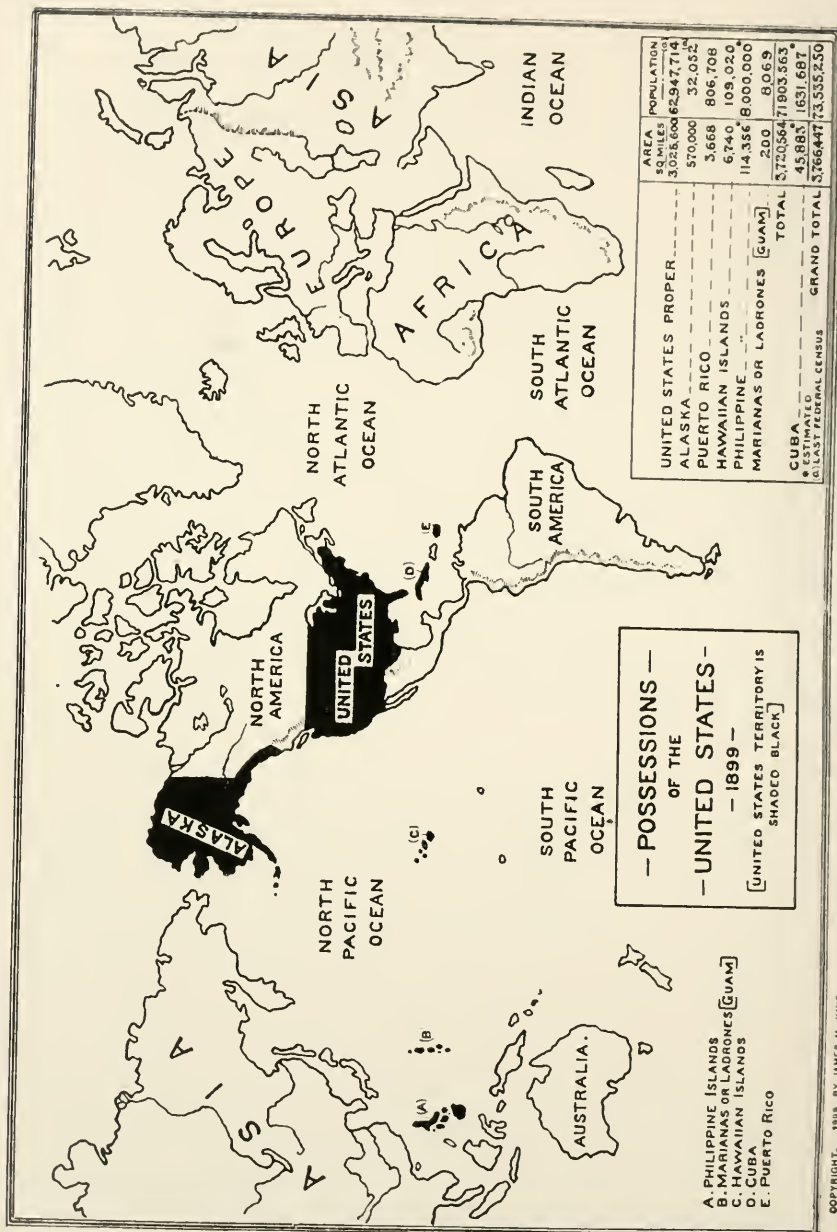 ASIA
EUROPE
AFRICA
ASIA
ALASKA
NORTH
AMERICA
UNITED
STATES
NORTH
ATLANTIC
OCEAN
NORTH
PACIFIC
OCEAN
(A)
(B)
(C)
(D)
(E)
SOUTH
AMERICA
SOUTH
ATLANTIC
OCEAN
INDIAN
OCEAN
SOUTH
PACIFIC
OCEAN
AUSTRALIA.
A. PHILIPPINE ISLANDS
B. MARIANAS OR LADRONES [GUAM]
C. HAWAIIAN ISLANDS
D. CUBA
E. PUERTO RICO
— POSSESSIONS —
OF THE
— UNITED STATES —
— 1899 —
[UNITED STATES TERRITORY IS
SHADED BLACK]
AREA SQ. MILES POPULATION
UNITED STATES PROPER 3,025,600 62,947,714(a)
ALASKA 570,000 32,052(a)
PUERTO RICO 3,668 806,708
HAWAIIAN ISLANDS 6,740* 109,020*
PHILIPPINE " 114,356* 8,000,000*
MARIANAS OR LADRONES [GUAM] 200 8,069
TOTAL 3,720,564 71,903,563
CUBA 45,883* 1,631,687*
* ESTIMATED
(a) LAST FEDERAL CENSUS GRAND TOTAL 3,766,447 73,535,250
COPYRIGHT, 1899, BY JAMES M.